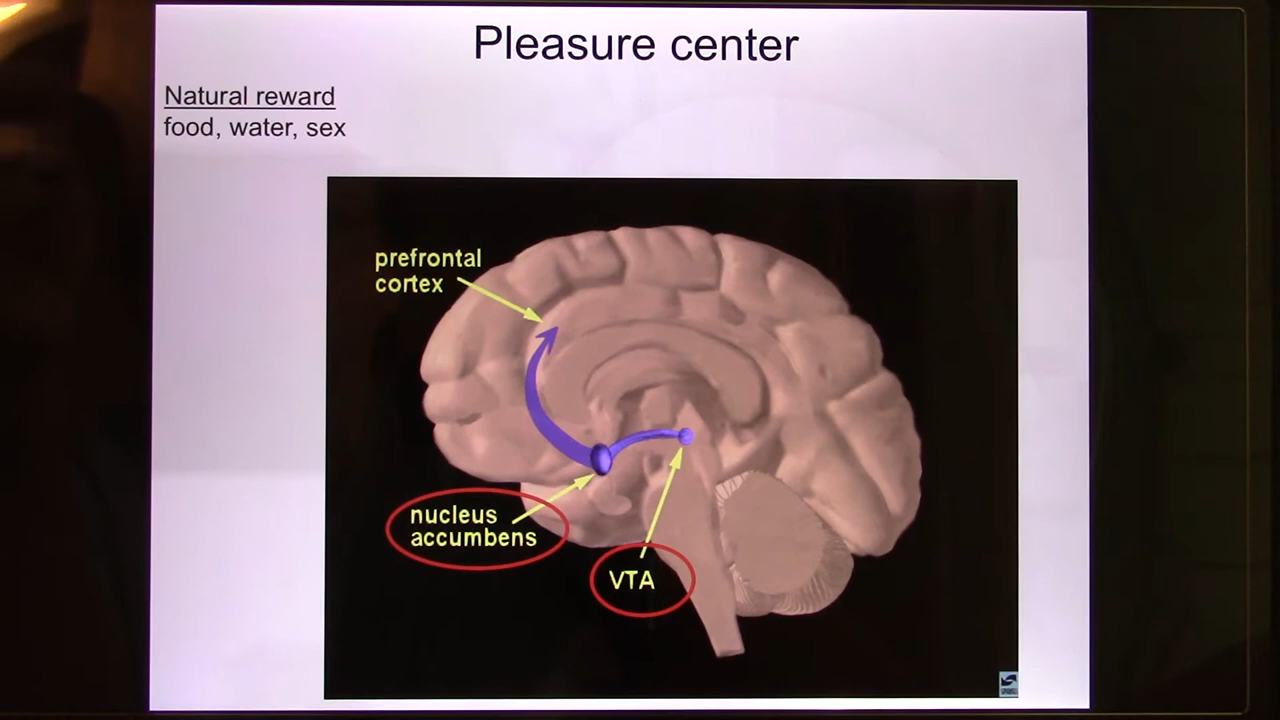 Pleasure center
Natural reward
food, water, sex
prefrontal
cortex
nucleus
accumbens
VTA